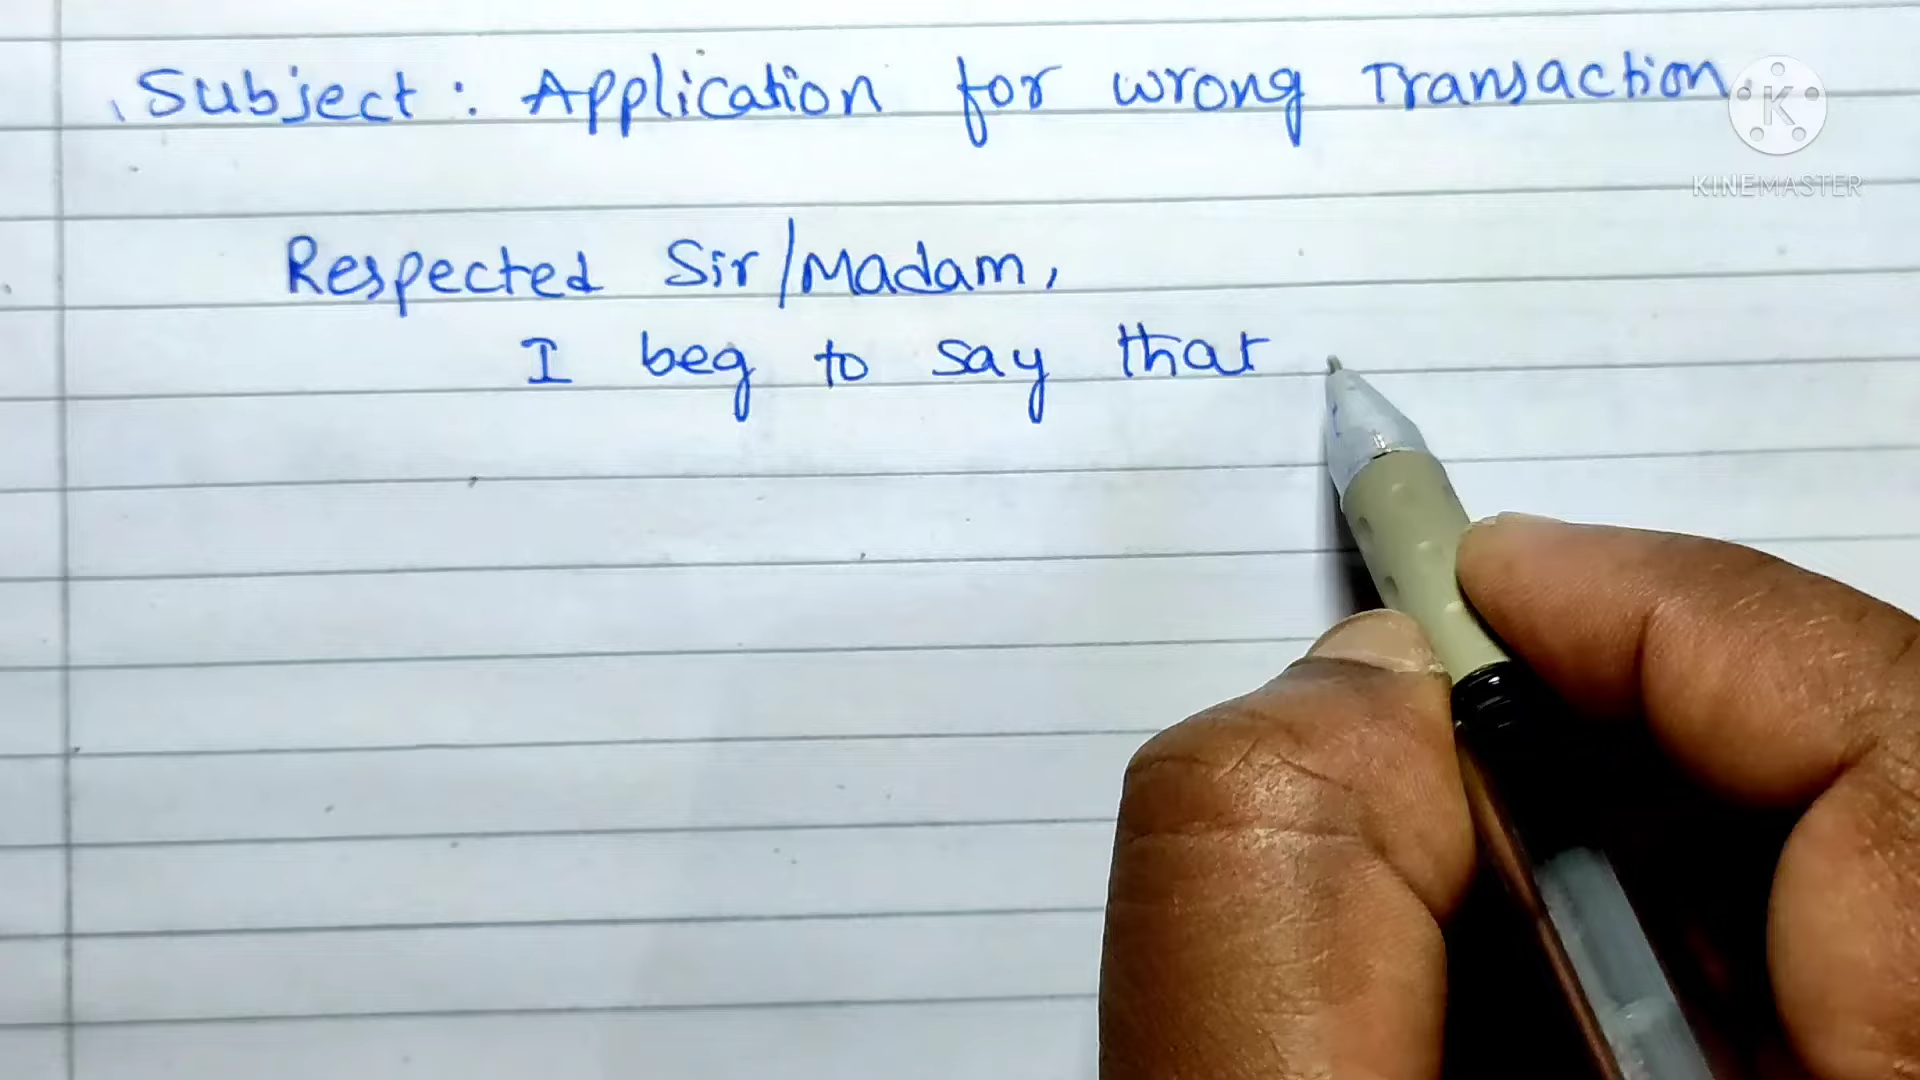 Subject: Application for wrong Transaction.
KINEMASTER
Respected Sir/Madam,
I beg to say that